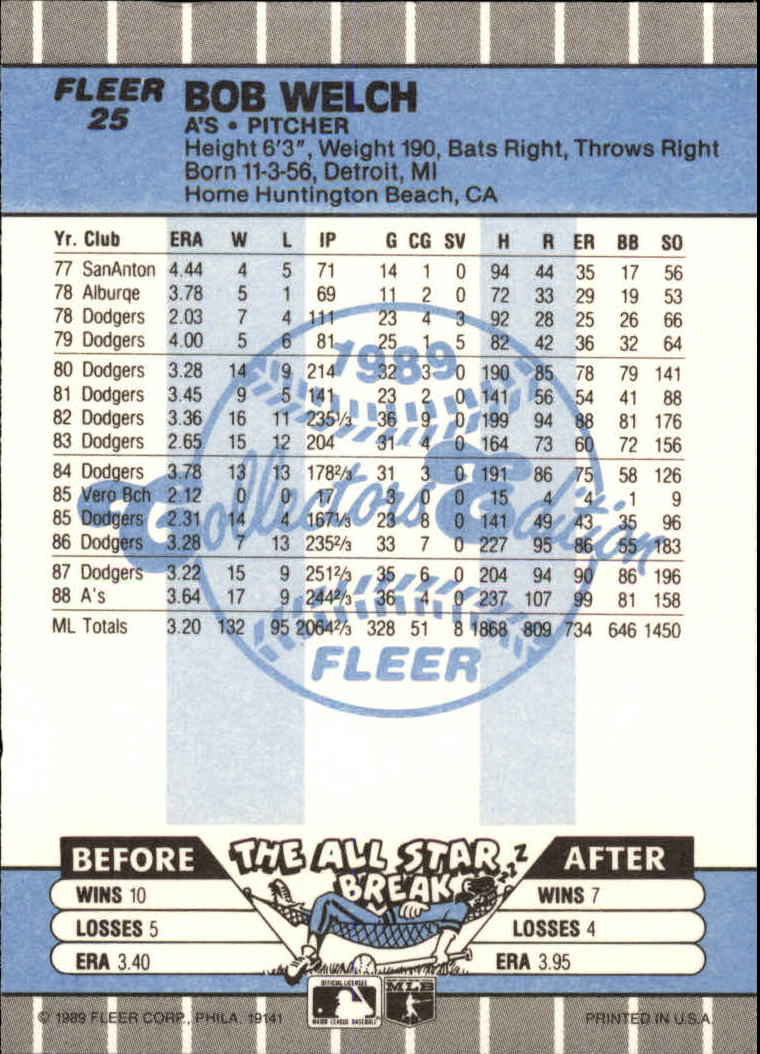 FLEER BOB WELCH
25 A'S • PITCHER
Height 6'3", Weight 190, Bats Right, Throws Right
Born 11-3-56, Detroit, MI
Home Huntington Beach, CA
Yr. Club ERA W L IP G CG SV H R ER BB SO
77 SanAnton 4.44 4 5 71 14 1 0 94 44 35 17 56
78 Alburqe 3.78 5 1 69 11 2 0 72 33 29 19 53
78 Dodgers 2.03 7 4 111 23 4 3 92 28 25 26 66
79 Dodgers 4.00 5 6 81 25 1 5 82 42 36 32 64
80 Dodgers 3.28 14 9 214 32 3 0 190 85 78 79 141
81 Dodgers 3.45 9 5 141 23 2 0 141 56 54 41 88
82 Dodgers 3.36 16 11 235⅓ 36 9 0 199 94 88 81 176
83 Dodgers 2.65 15 12 204 31 4 0 164 73 60 72 156
84 Dodgers 3.78 13 13 178⅔ 31 3 0 191 86 75 58 126
85 Vero Bch 2.12 0 0 17 3 0 0 15 4 4 1 9
85 Dodgers 2.31 14 4 167⅓ 23 8 0 141 49 43 35 96
86 Dodgers 3.28 7 13 235⅔ 33 7 0 227 95 86 55 183
87 Dodgers 3.22 15 9 251⅔ 35 6 0 204 94 90 86 196
88 A's 3.64 17 9 244⅔ 36 4 0 237 107 99 81 158
ML Totals 3.20 132 95 2064⅔ 328 51 8 1868 809 734 646 1450
1989
Collectors Edition
FLEER
BEFORE THE ALL STAR BREAK zzZ AFTER
WINS 10 WINS 7
LOSSES 5 LOSSES 4
ERA 3.40 ERA 3.95
OFFICIAL LICENSEE MLB
MAJOR LEAGUE BASEBALL
© 1989 FLEER CORP., PHILA. 19141 PRINTED IN U.S.A.